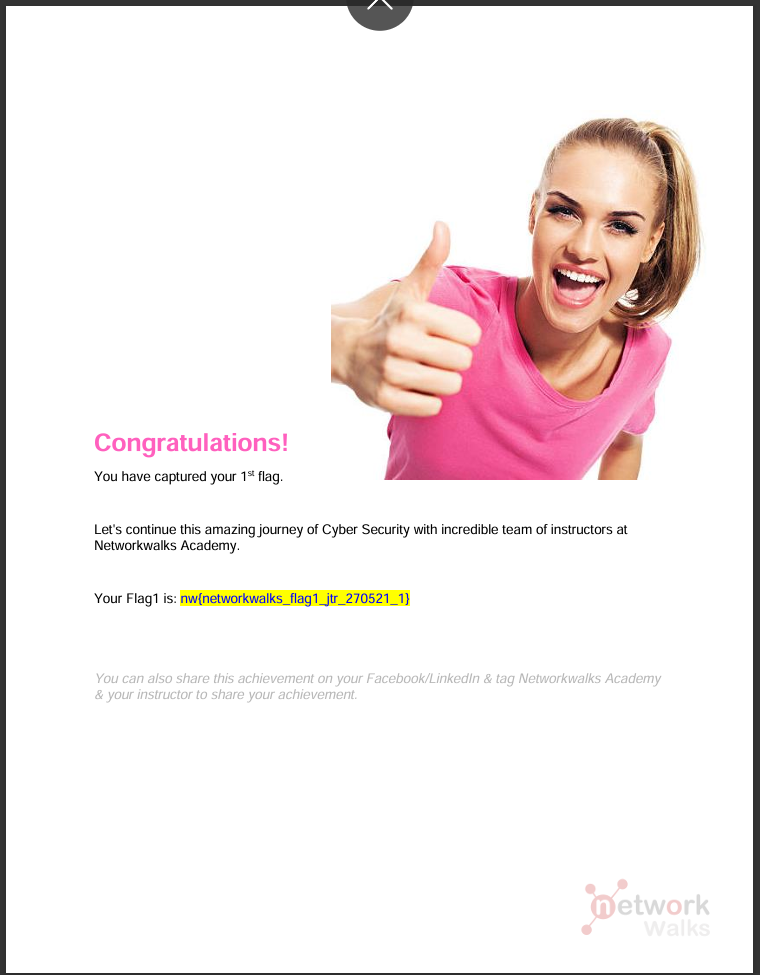 Congratulations!
You have captured your 1st flag.
Let's continue this amazing journey of Cyber Security with incredible team of instructors at
Networkwalks Academy.
Your Flag1 is: nw{networkwalks_flag1_jtr_270521_1}
You can also share this achievement on your Facebook/LinkedIn & tag Networkwalks Academy
& your instructor to share your achievement.
network
Walks